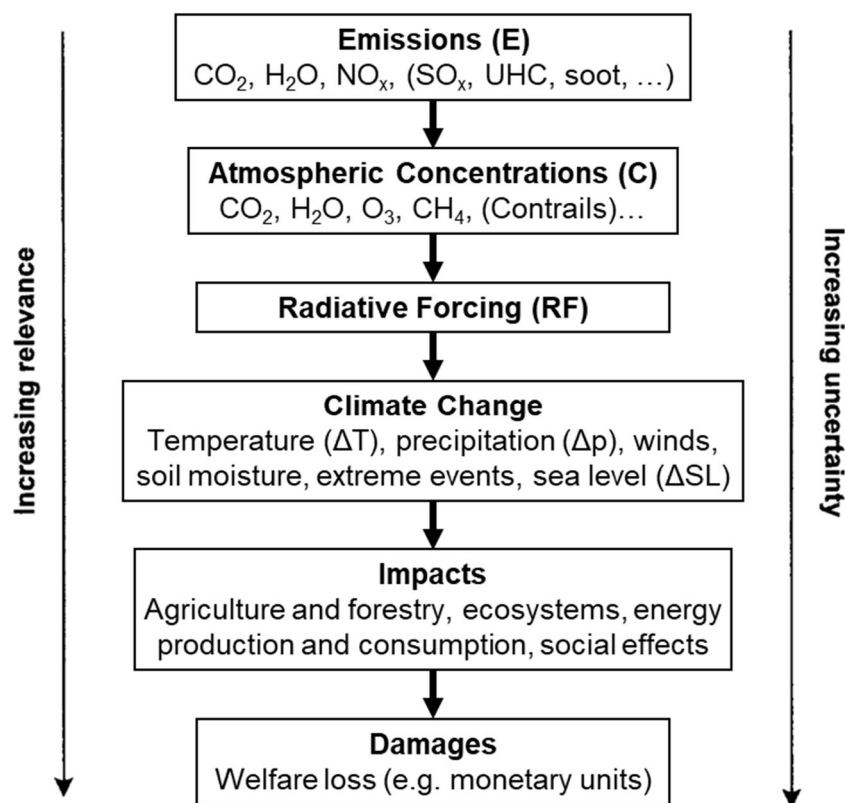 Emissions (E)
CO₂, H₂O, NOₓ, (SOₓ, UHC, soot, …)
Atmospheric Concentrations (C)
CO₂, H₂O, O₃, CH₄, (Contrails)…
Radiative Forcing (RF)
Climate Change
Temperature (ΔT), precipitation (Δp), winds,
soil moisture, extreme events, sea level (ΔSL)
Impacts
Agriculture and forestry, ecosystems, energy
production and consumption, social effects
Damages
Welfare loss (e.g. monetary units)
Increasing relevance
Increasing uncertainty